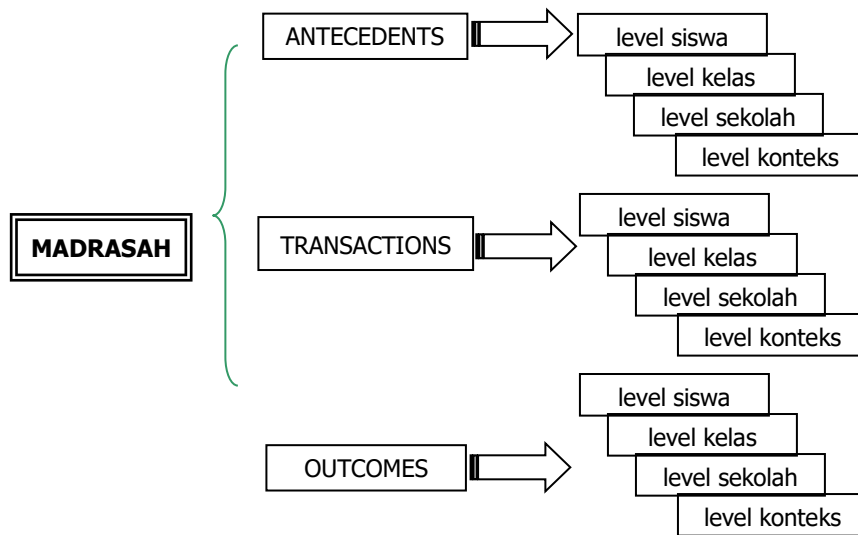 ANTECEDENTS
level siswa
level kelas
level sekolah
level konteks
MADRASAH
TRANSACTIONS
level siswa
level kelas
level sekolah
level konteks
OUTCOMES
level siswa
level kelas
level sekolah
level konteks